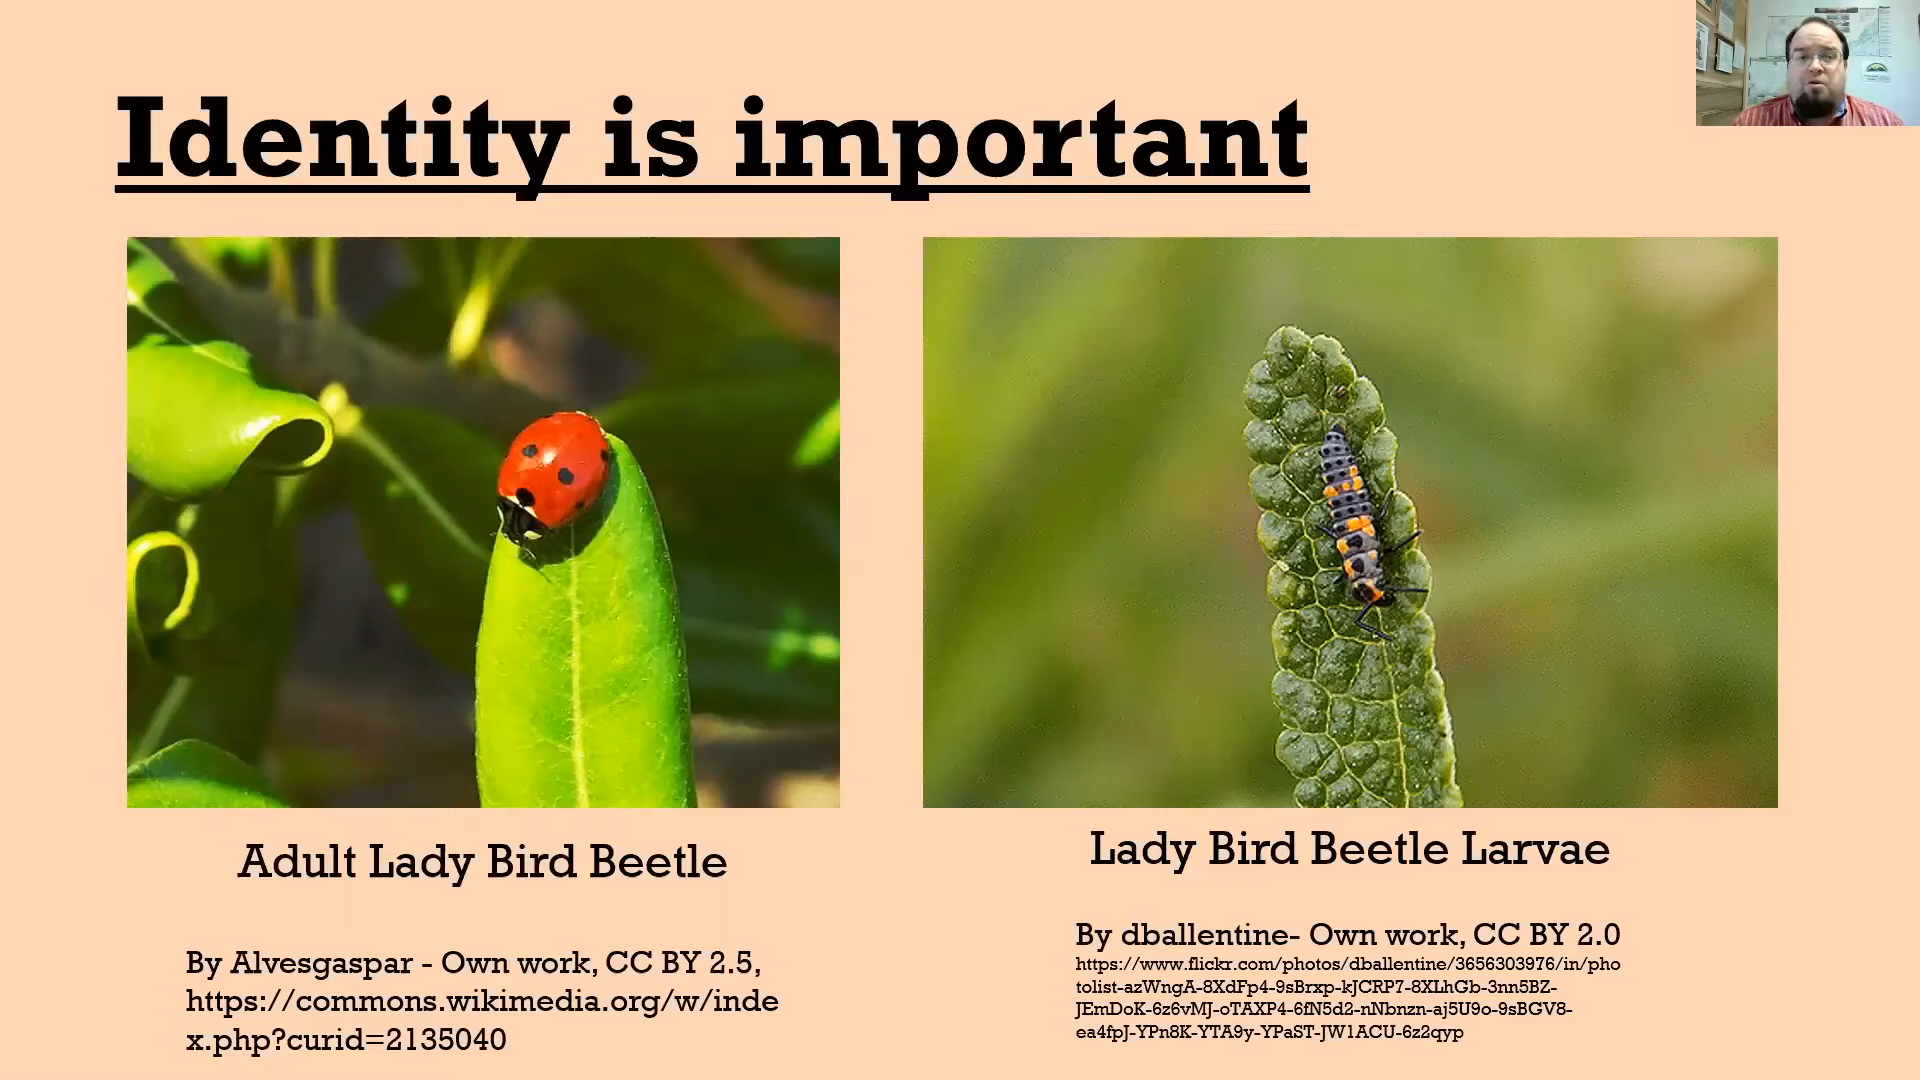 Identity is important
Adult Lady Bird Beetle
By Alvesgaspar - Own work, CC BY 2.5,
https://commons.wikimedia.org/w/inde
x.php?curid=2135040
Lady Bird Beetle Larvae
By dballentine- Own work, CC BY 2.0
https://www.flickr.com/photos/dballentine/3656303976/in/pho
tolist-azWngA-8XdFp4-9sBrxp-kJCRP7-8XLhGb-3nn5BZ-
JEmDoK-6z6vMJ-oTAXP4-6fN5d2-nNbnzn-aj5U9o-9sBGV8-
ea4fpJ-YPn8K-YTA9y-YPaST-JW1ACU-6z2qyp